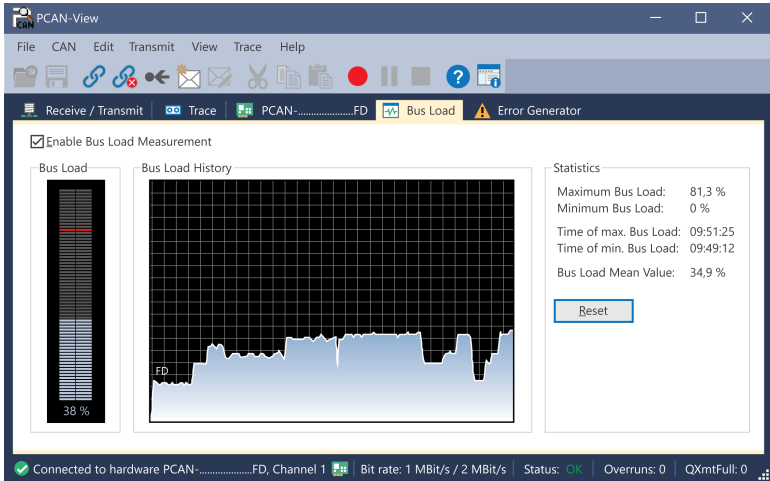 PCAN-View
File CAN Edit Transmit View Trace Help
Receive / Transmit Trace PCAN-.....................FD Bus Load Error Generator
Enable Bus Load Measurement
Bus Load Bus Load History Statistics
Maximum Bus Load: 81,3 %
Minimum Bus Load: 0 %
Time of max. Bus Load: 09:51:25
Time of min. Bus Load: 09:49:12
Bus Load Mean Value: 34,9 %
Reset
FD
38 %
Connected to hardware PCAN-....................FD, Channel 1 Bit rate: 1 MBit/s / 2 MBit/s Status: OK Overruns: 0 QXmtFull: 0